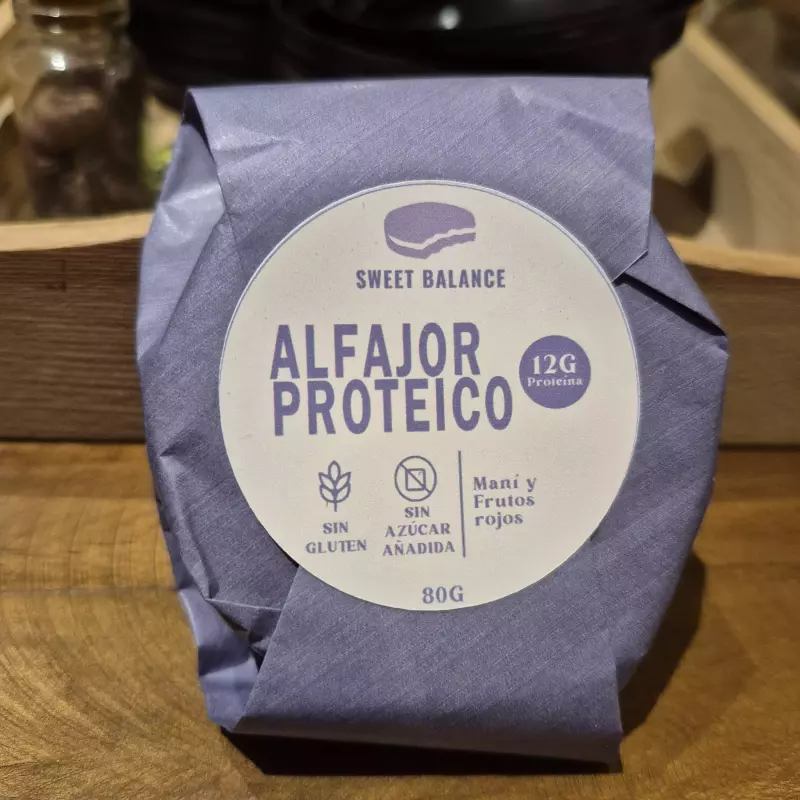 SWEET BALANCE
ALFAJOR
PROTEICO
12G
Proteína
SIN
GLUTEN
SIN
AZÚCAR
AÑADIDA
Maní y
Frutos
rojos
80G